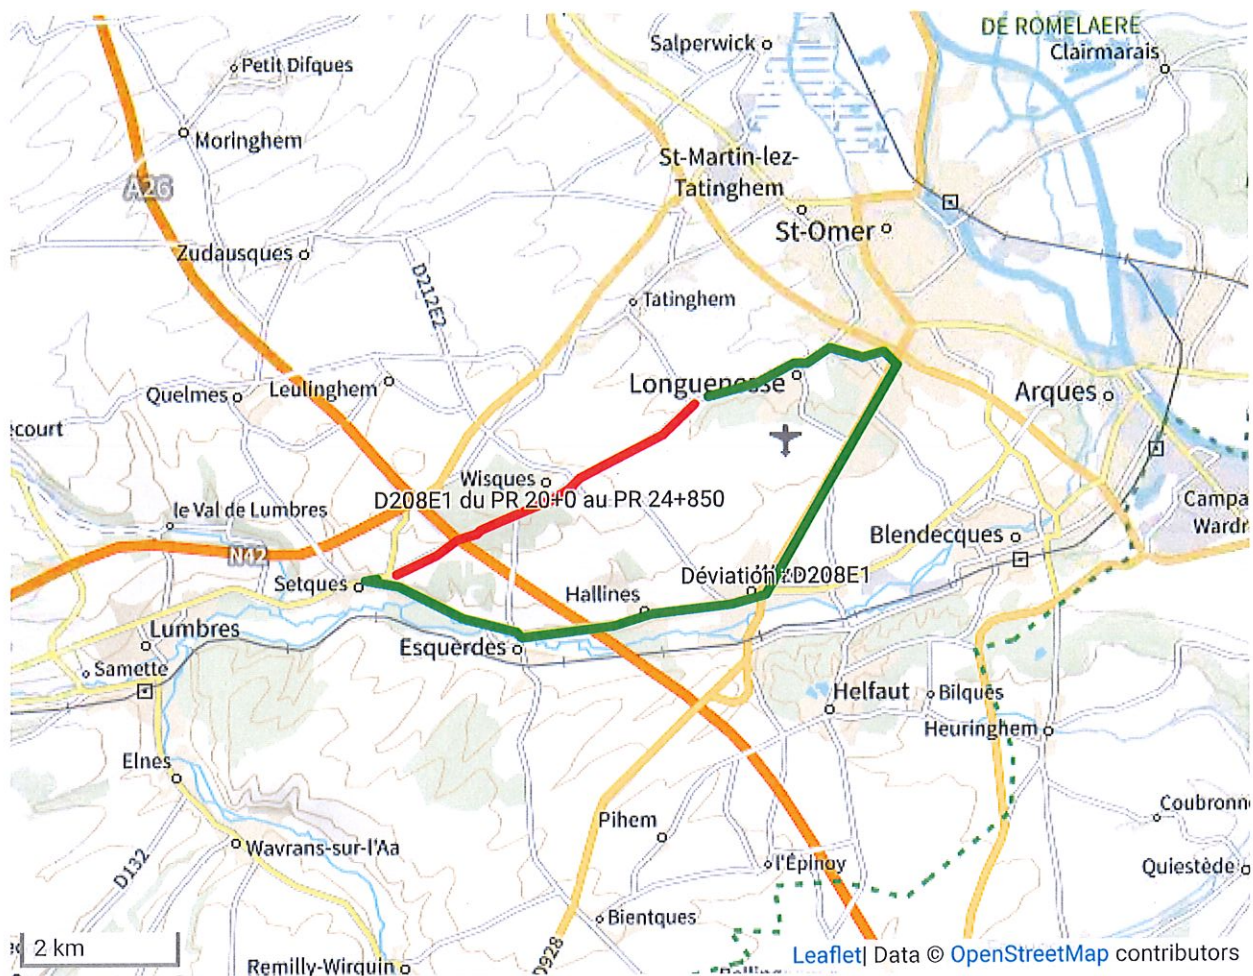 DE ROMELAERE
Salperwick
Clairmarais
Petit Difques
Moringhem
St-Martin-lez-
Tatinghem
A26
St-Omer
Zudausques
D212E2
Tatinghem
Longuenesse
Leulinghem
Quelmes
Arques
ecourt
Wisques
D208E1 du PR 20+0 au PR 24+850
le Val de Lumbres
Campa
Wardr
Blendecques
N42
Setques
Déviation : D208E1
Hallines
Lumbres
Esquerdes
Samette
Helfaut
Bilques
Heuringhem
Elnes
Coubronn
Pihem
Wavrans-sur-l'Aa
D132
l'Épinoy
Quiestède
Bientques
2 km
D928
Remilly-Wirquin
Leaflet | Data © OpenStreetMap contributors